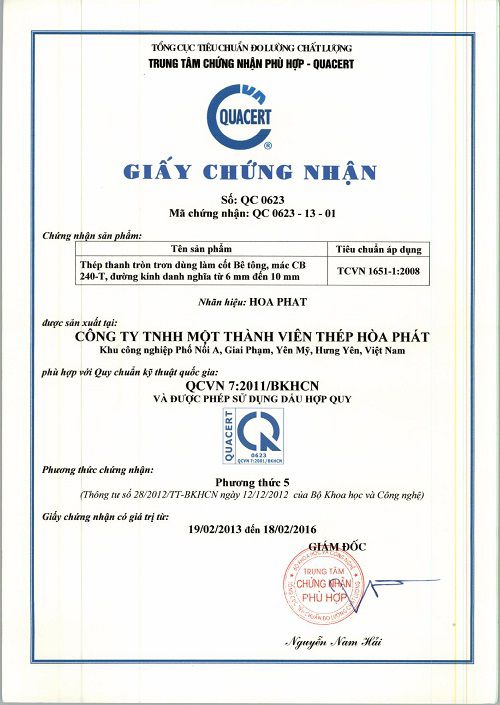 TỔNG CỤC TIÊU CHUẨN ĐO LƯỜNG CHẤT LƯỢNG
TRUNG TÂM CHỨNG NHẬN PHÙ HỢP - QUACERT
QUACERT
®
GIẤY CHỨNG NHẬN
Số: QC 0623
Mã chứng nhận: QC 0623 - 13 - 01
Chứng nhận sản phẩm:
Tên sản phẩm Tiêu chuẩn áp dụng
Thép thanh tròn trơn dùng làm cốt Bê tông, mác CB
240-T, đường kính danh nghĩa từ 6 mm đến 10 mm TCVN 1651-1:2008
Nhãn hiệu: HOA PHAT
được sản xuất tại:
CÔNG TY TNHH MỘT THÀNH VIÊN THÉP HÒA PHÁT
Khu công nghiệp Phố Nối A, Giai Phạm, Yên Mỹ, Hưng Yên, Việt Nam
phù hợp với Quy chuẩn kỹ thuật quốc gia:
QCVN 7:2011/BKHCN
VÀ ĐƯỢC PHÉP SỬ DỤNG DẤU HỢP QUY
QUACERT
0623
QCVN 7:2001/BKHCN
Phương thức chứng nhận:
Phương thức 5
(Thông tư số 28/2012/TT-BKHCN ngày 12/12/2012 của Bộ Khoa học và Công nghệ)
Giấy chứng nhận có giá trị từ:
19/02/2013 đến 18/02/2016
GIÁM ĐỐC
TRUNG TÂM
CHỨNG NHẬN
PHÙ HỢP
Nguyễn Nam Hải